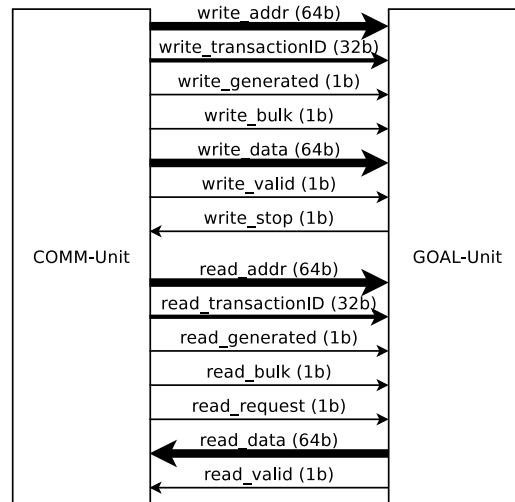 write_addr (64b)
write_transactionID (32b)
write_generated (1b)
write_bulk (1b)
write_data (64b)
write_valid (1b)
write_stop (1b)
COMM-Unit
GOAL-Unit
read_addr (64b)
read_transactionID (32b)
read_generated (1b)
read_bulk (1b)
read_request (1b)
read_data (64b)
read_valid (1b)